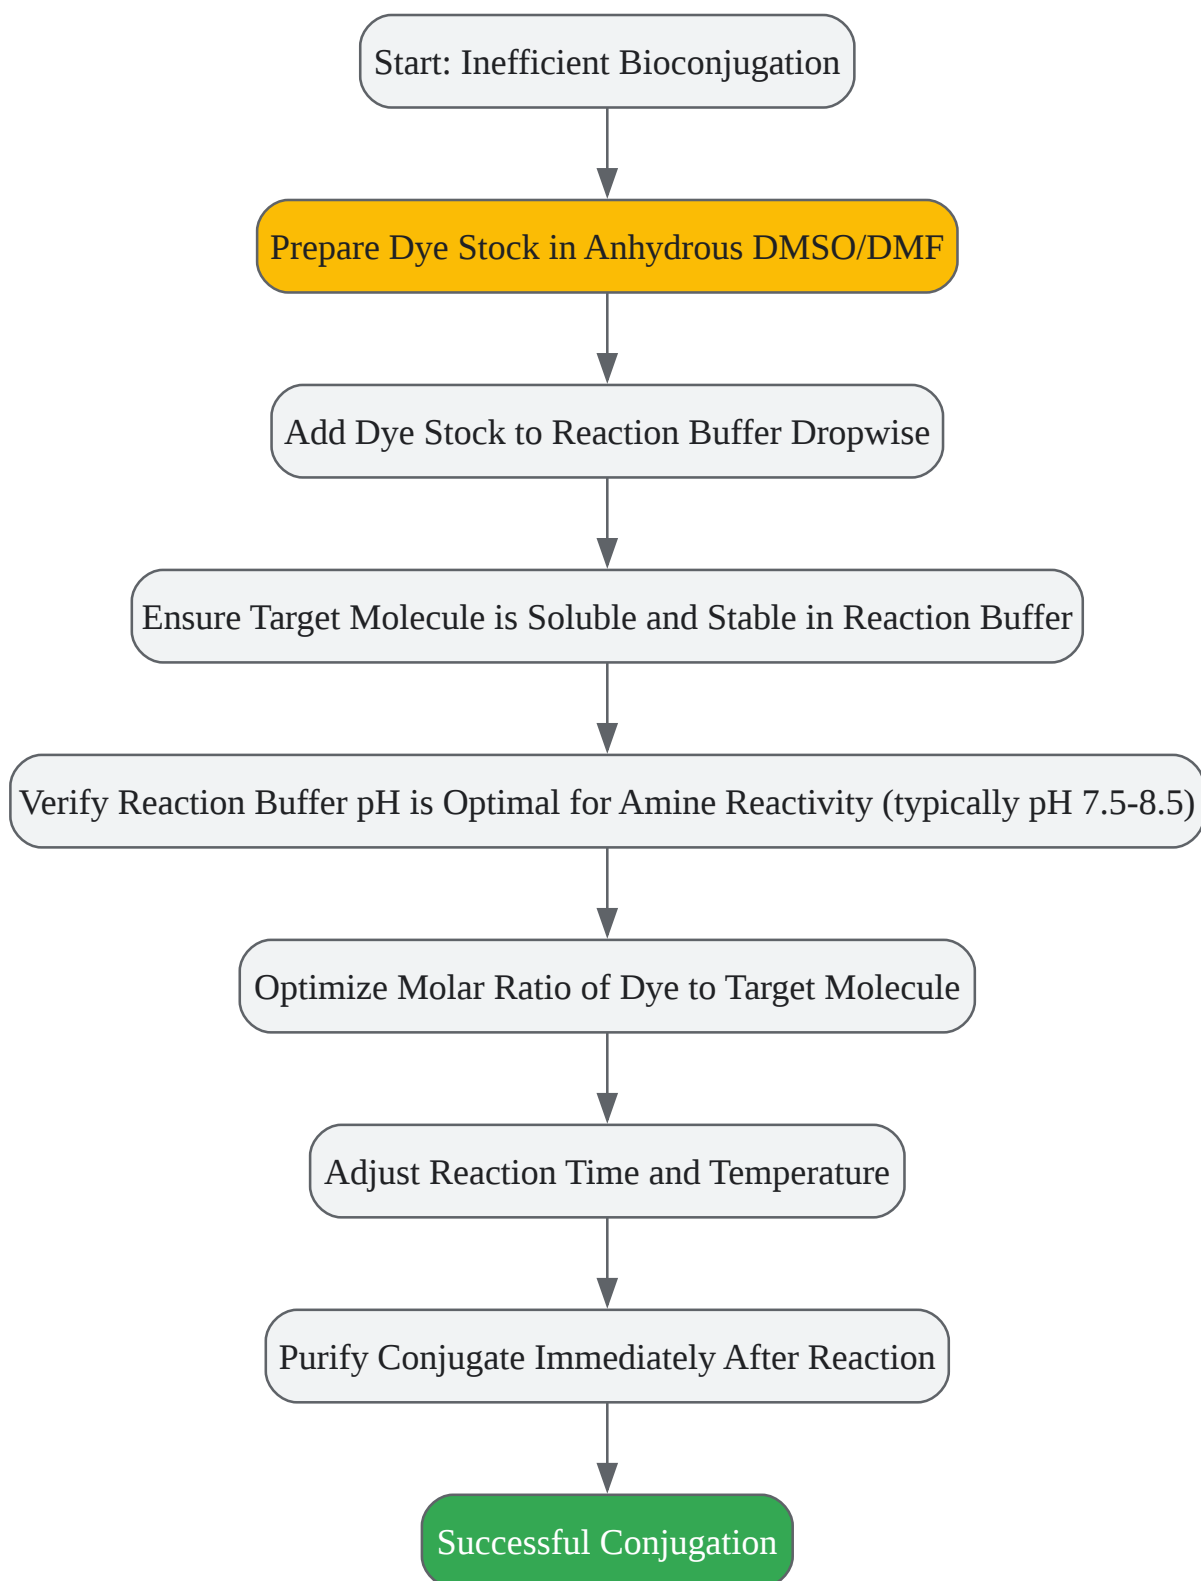 Start: Inefficient Bioconjugation
Prepare Dye Stock in Anhydrous DMSO/DMF
Add Dye Stock to Reaction Buffer Dropwise
Ensure Target Molecule is Soluble and Stable in Reaction Buffer
Verify Reaction Buffer pH is Optimal for Amine Reactivity (typically pH 7.5-8.5)
Optimize Molar Ratio of Dye to Target Molecule
Adjust Reaction Time and Temperature
Purify Conjugate Immediately After Reaction
Successful Conjugation